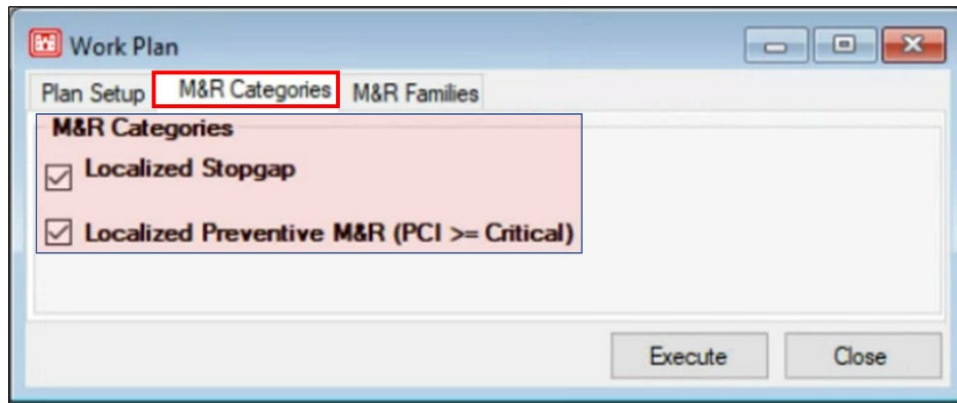 Work Plan
Plan Setup M&R Categories M&R Families
M&R Categories
Localized Stopgap
Localized Preventive M&R (PCI >= Critical)
Execute Close